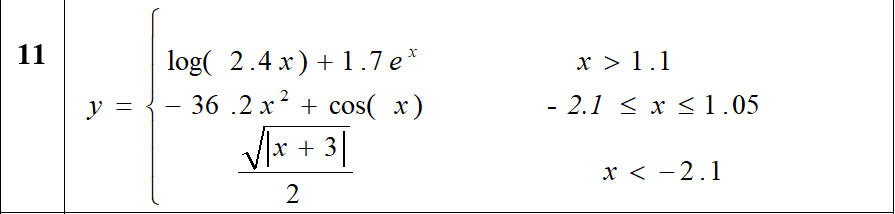 11
y = { log( 2.4 x ) + 1.7 e^x    x > 1.1
− 36 .2 x^2 + cos( x )    - 2.1 ≤ x ≤ 1.05
√|x + 3| / 2    x < −2.1